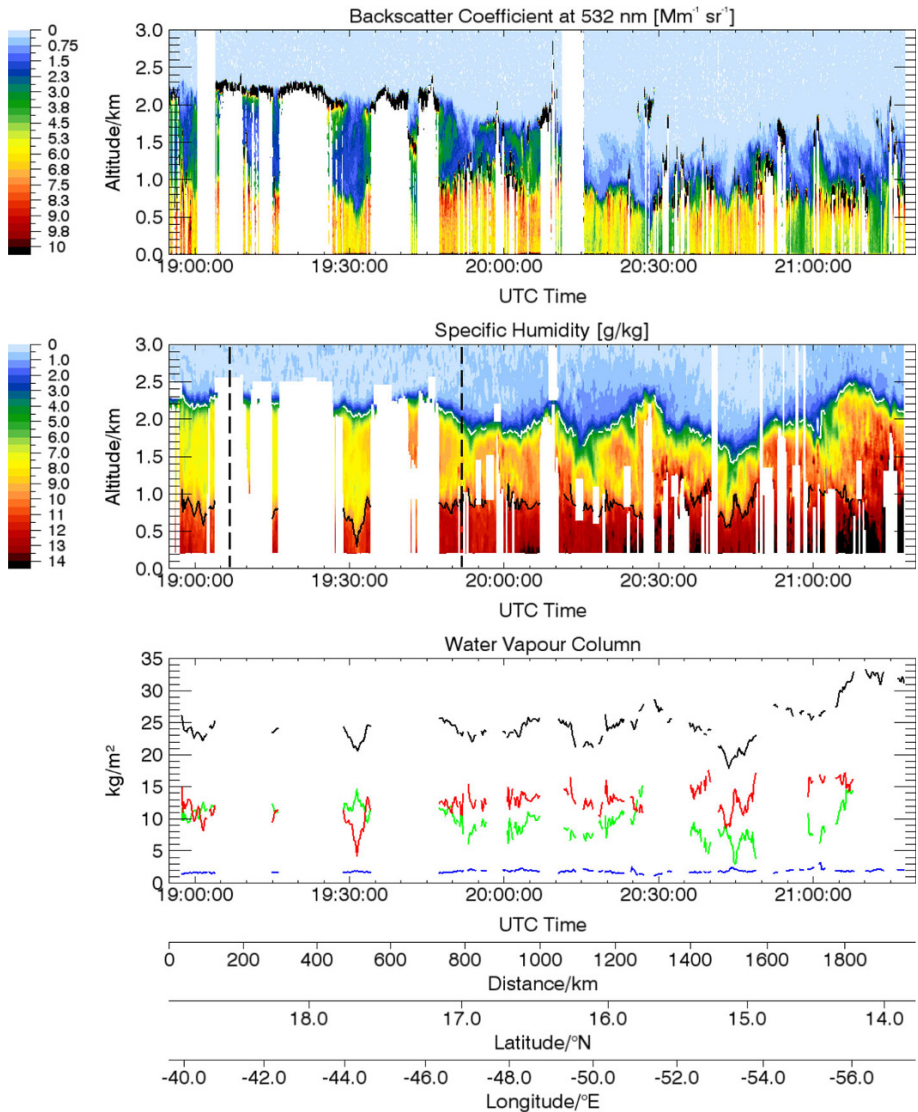 Backscatter Coefficient at 532 nm [Mm⁻¹ sr⁻¹]
0
0.75
1.5
2.3
3.0
3.8
4.5
5.3
6.0
6.8
7.5
8.3
9.0
9.8
10
Altitude/km
3.0
2.5
2.0
1.5
1.0
0.5
0.0
19:00:00 19:30:00 20:00:00 20:30:00 21:00:00
UTC Time
Specific Humidity [g/kg]
0
1.0
2.0
3.0
4.0
5.0
6.0
7.0
8.0
9.0
10
11
12
13
14
Altitude/km
3.0
2.5
2.0
1.5
1.0
0.5
0.0
19:00:00 19:30:00 20:00:00 20:30:00 21:00:00
UTC Time
Water Vapour Column
kg/m²
35
30
25
20
15
10
5
0
19:00:00 19:30:00 20:00:00 20:30:00 21:00:00
UTC Time
0 200 400 600 800 1000 1200 1400 1600 1800
Distance/km
18.0 17.0 16.0 15.0 14.0
Latitude/°N
-40.0 -42.0 -44.0 -46.0 -48.0 -50.0 -52.0 -54.0 -56.0
Longitude/°E